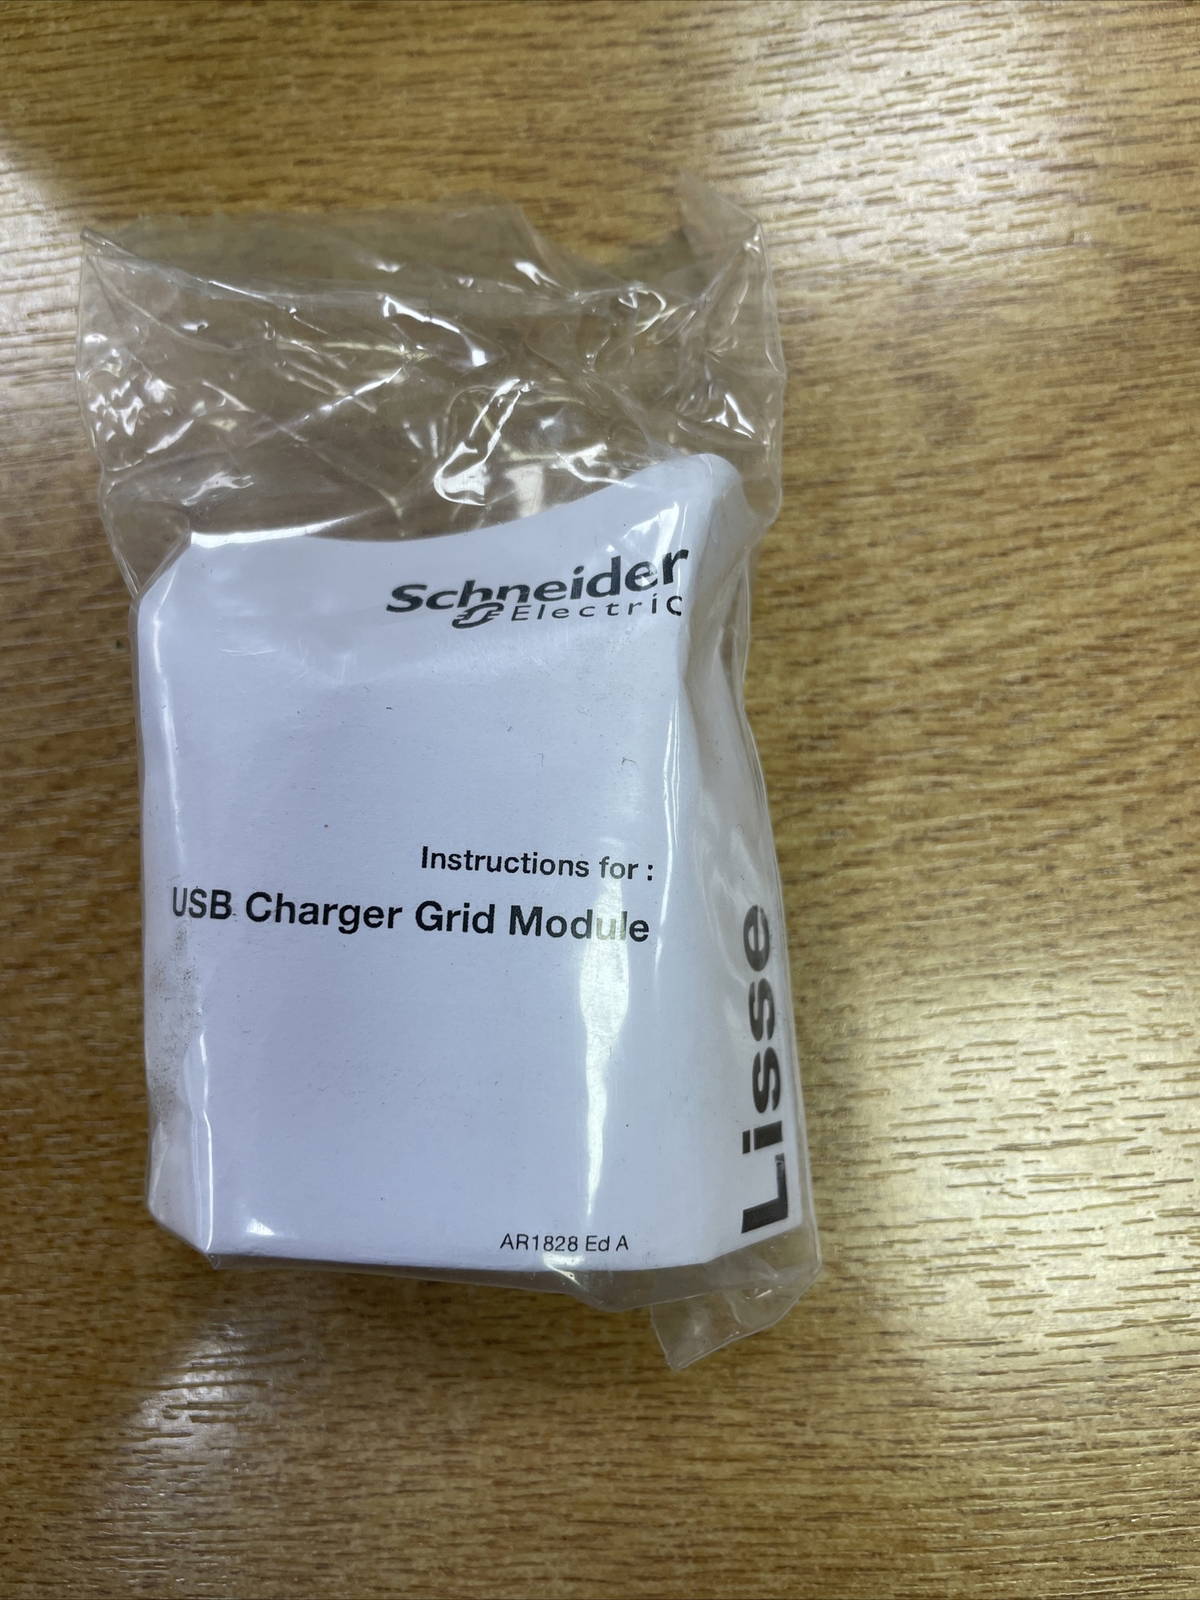 Schneider
Electric
Instructions for :
USB Charger Grid Module
Lisse
AR1828 Ed A